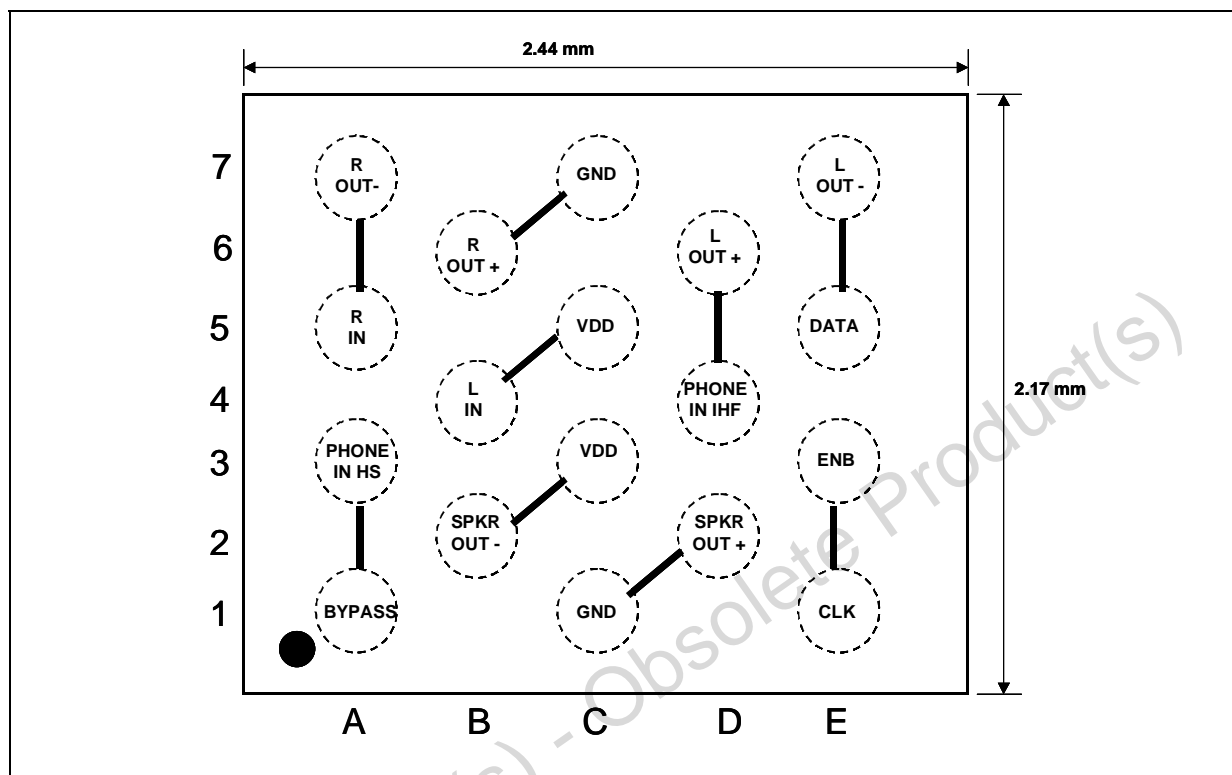 2.44 mm
7
R
OUT-
GND
L
OUT -
6
R
OUT +
L
OUT +
5
R
IN
VDD
DATA
4
L
IN
PHONE
IN IHF
2.17 mm
3
PHONE
IN HS
VDD
ENB
2
SPKR
OUT -
SPKR
OUT +
1
BYPASS
GND
CLK
A B C D E
(s) - Obsolete Product(s)